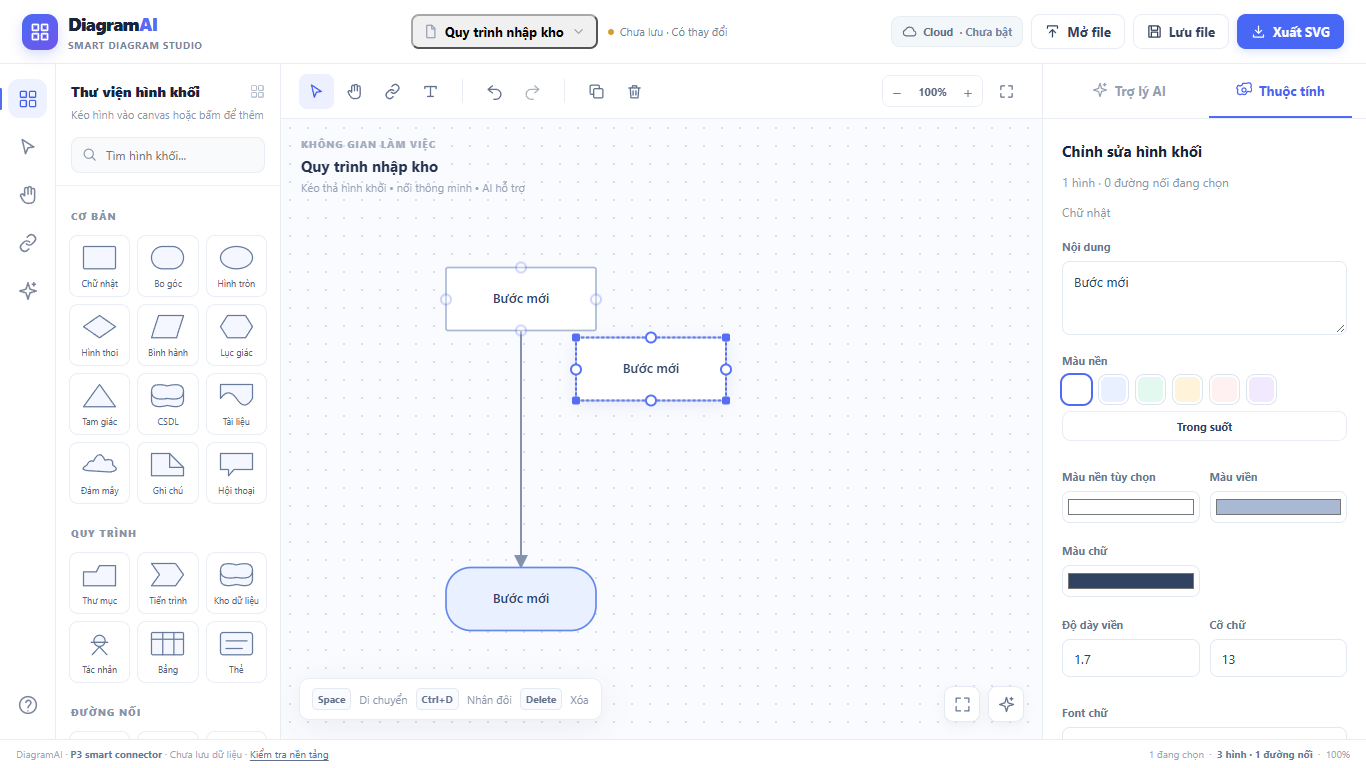 DiagramAI
SMART DIAGRAM STUDIO
Quy trình nhập kho
Chưa lưu · Có thay đổi
Cloud · Chưa bật
Mở file
Lưu file
Xuất SVG
Thư viện hình khối
Kéo hình vào canvas hoặc bấm để thêm
Tìm hình khối...
CƠ BẢN
Chữ nhật
Bo góc
Hình tròn
Hình thoi
Bình hành
Lục giác
Tam giác
CSDL
Tài liệu
Đám mây
Ghi chú
Hội thoại
QUY TRÌNH
Thư mục
Tiến trình
Kho dữ liệu
Tác nhân
Bảng
Thẻ
ĐƯỜNG NỐI
− 100% +
KHÔNG GIAN LÀM VIỆC
Quy trình nhập kho
Kéo thả hình khối • nối thông minh • AI hỗ trợ
Bước mới
Bước mới
Bước mới
Space Di chuyển Ctrl+D Nhân đôi Delete Xóa
Trợ lý AI
Thuộc tính
Chỉnh sửa hình khối
1 hình · 0 đường nối đang chọn
Chữ nhật
Nội dung
Bước mới
Màu nền
Trong suốt
Màu nền tùy chọn
Màu viền
Màu chữ
Độ dày viền
Cỡ chữ
1.7
13
Font chữ
DiagramAI · P3 smart connector · Chưa lưu dữ liệu · Kiểm tra nền tảng
1 đang chọn · 3 hình · 1 đường nối · 100%